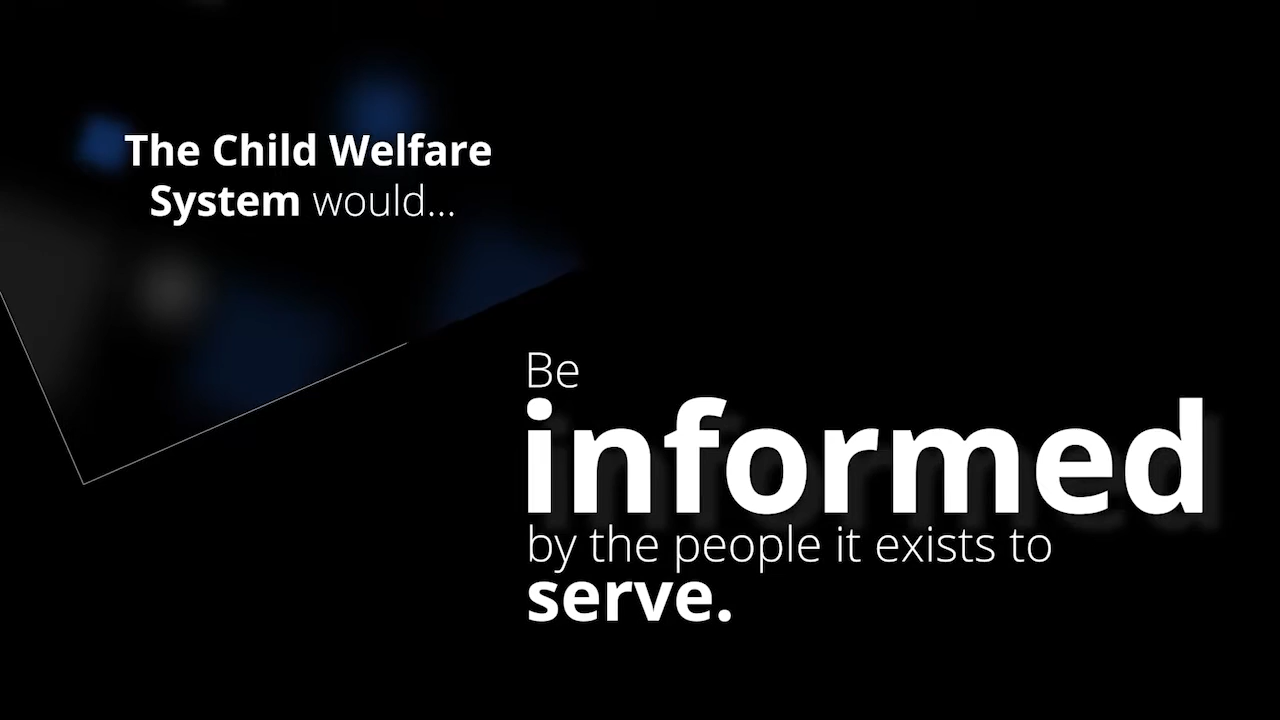 The Child Welfare
System would...
Be
informed
by the people it exists to
serve.